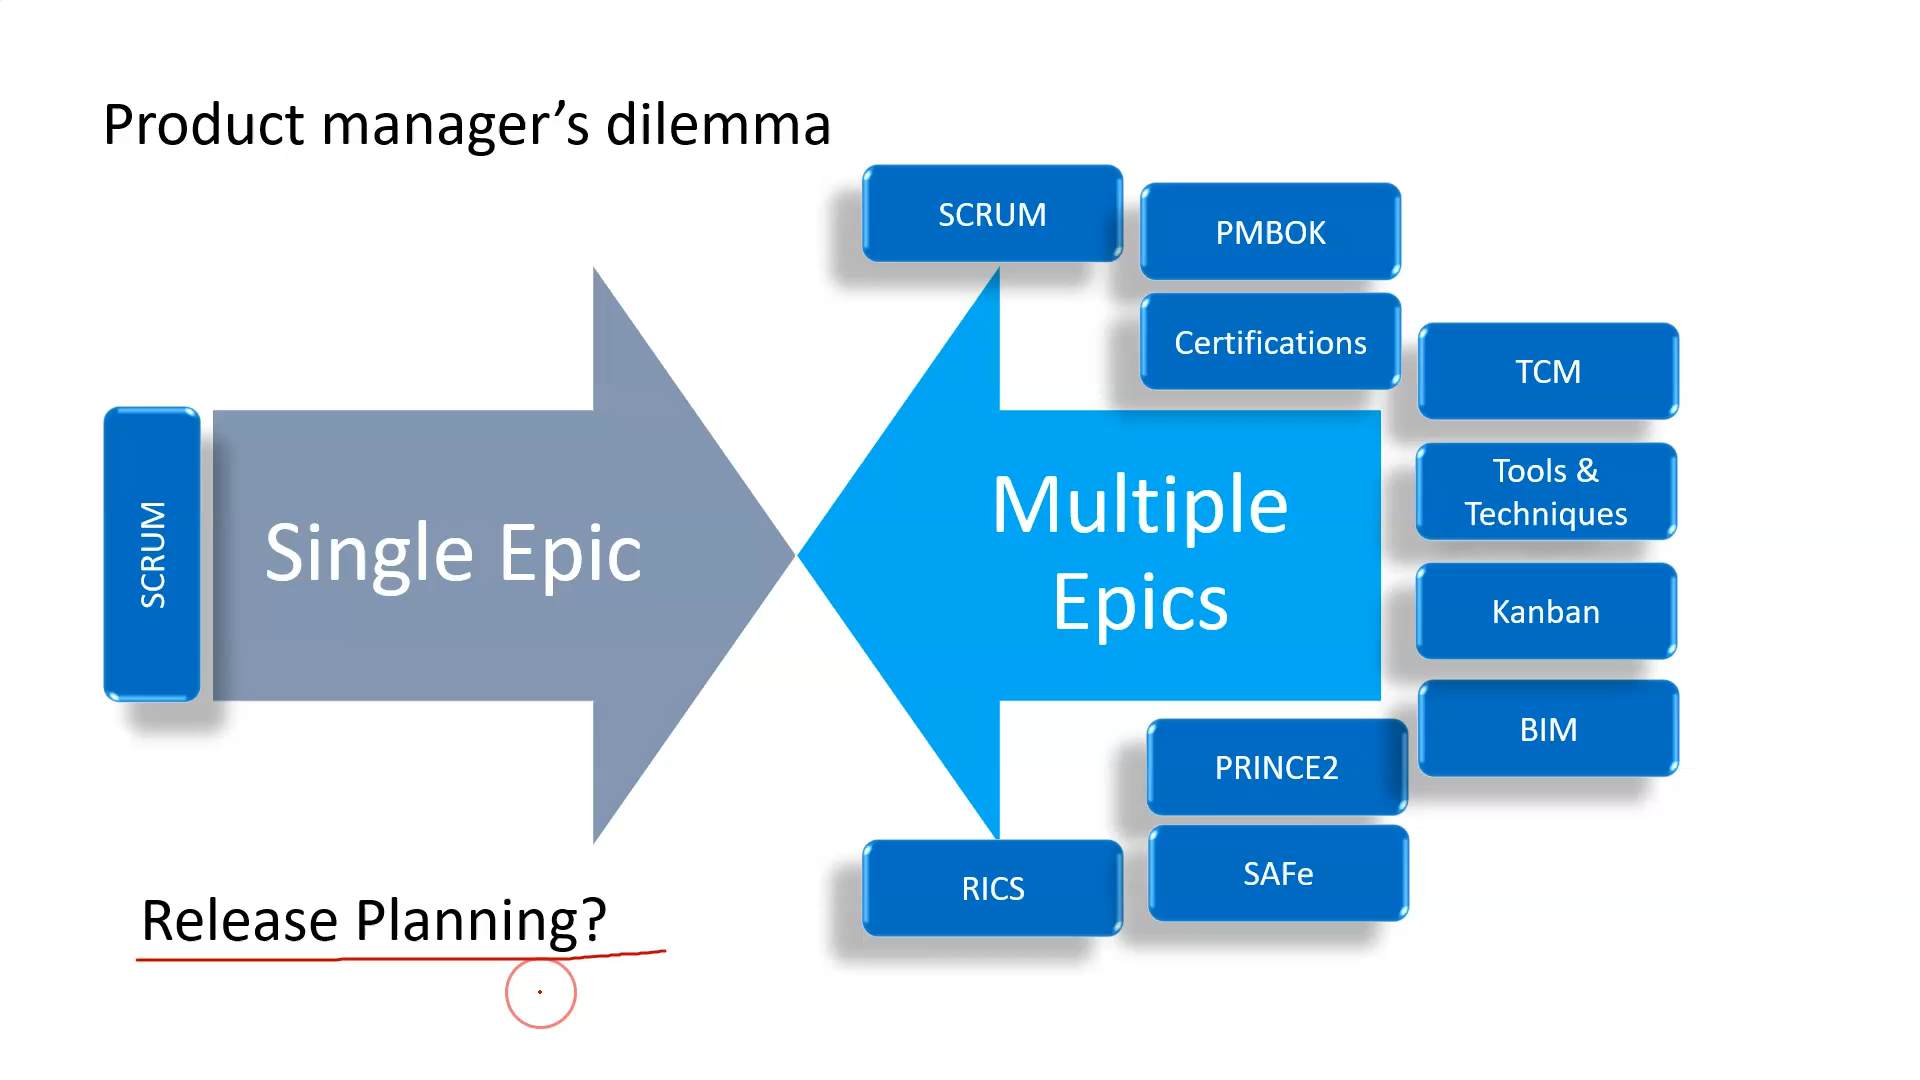 Product manager’s dilemma
SCRUM
Single Epic
Multiple
Epics
SCRUM
PMBOK
Certifications
TCM
Tools &
Techniques
Kanban
BIM
PRINCE2
SAFe
RICS
Release Planning?